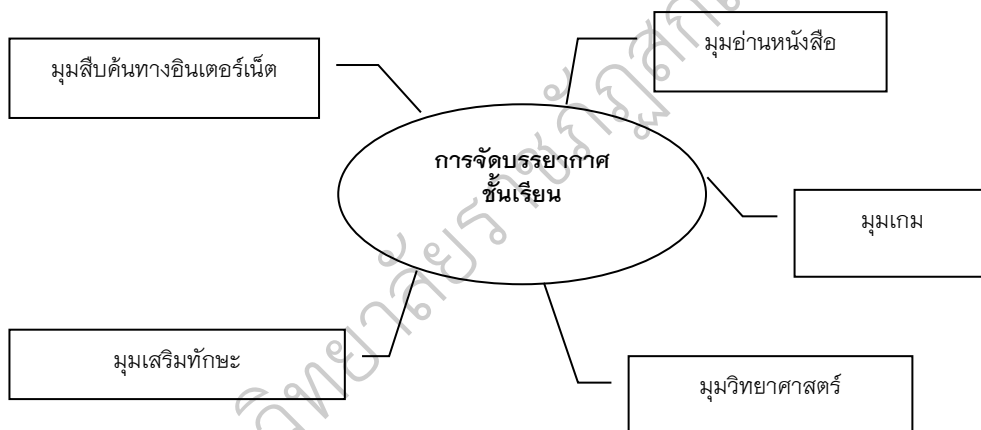 มุมสืบค้นทางอินเตอร์เน็ต
มุมอ่านหนังสือ
การจัดบรรยากาศ
ชั้นเรียน
มุมเกม
มุมเสริมทักษะ
มุมวิทยาศาสตร์